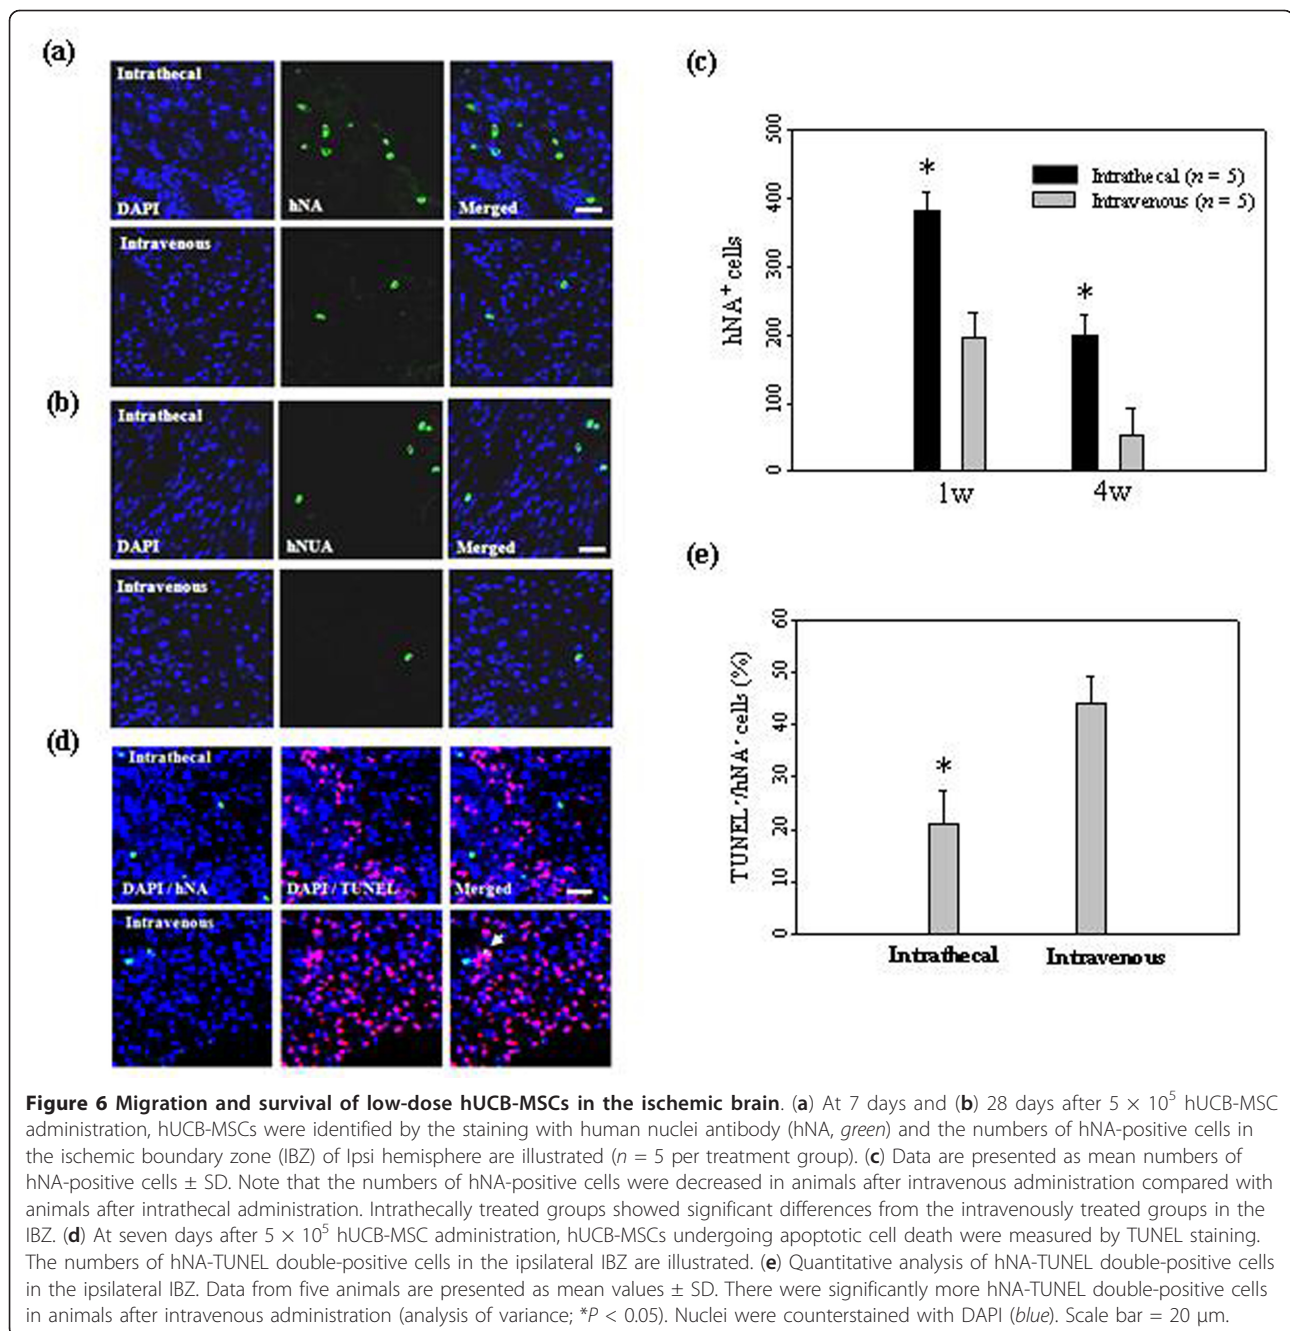 (a)
Intrathecal
DAPI
hNA
Merged
Intravenous
(b)
Intrathecal
DAPI
hNUA
Merged
Intravenous
(d)
Intrathecal
DAPI / hNA
DAPI / TUNEL
Merged
Intravenous
(c)
500
400
300
200
100
0
hNA⁺ cells
*
*
Intrathecal (n = 5)
Intravenous (n = 5)
1w
4w
(e)
60
50
40
30
20
10
0
TUNEL⁺/hNA⁺ cells (%)
*
Intrathecal
Intravenous
Figure 6 Migration and survival of low-dose hUCB-MSCs in the ischemic brain. (a) At 7 days and (b) 28 days after 5 × 10⁵ hUCB-MSC
administration, hUCB-MSCs were identified by the staining with human nuclei antibody (hNA, green) and the numbers of hNA-positive cells in
the ischemic boundary zone (IBZ) of Ipsi hemisphere are illustrated (n = 5 per treatment group). (c) Data are presented as mean numbers of
hNA-positive cells ± SD. Note that the numbers of hNA-positive cells were decreased in animals after intravenous administration compared with
animals after intrathecal administration. Intrathecally treated groups showed significant differences from the intravenously treated groups in the
IBZ. (d) At seven days after 5 × 10⁵ hUCB-MSC administration, hUCB-MSCs undergoing apoptotic cell death were measured by TUNEL staining.
The numbers of hNA-TUNEL double-positive cells in the ipsilateral IBZ are illustrated. (e) Quantitative analysis of hNA-TUNEL double-positive cells
in the ipsilateral IBZ. Data from five animals are presented as mean values ± SD. There were significantly more hNA-TUNEL double-positive cells
in animals after intravenous administration (analysis of variance; *P < 0.05). Nuclei were counterstained with DAPI (blue). Scale bar = 20 μm.